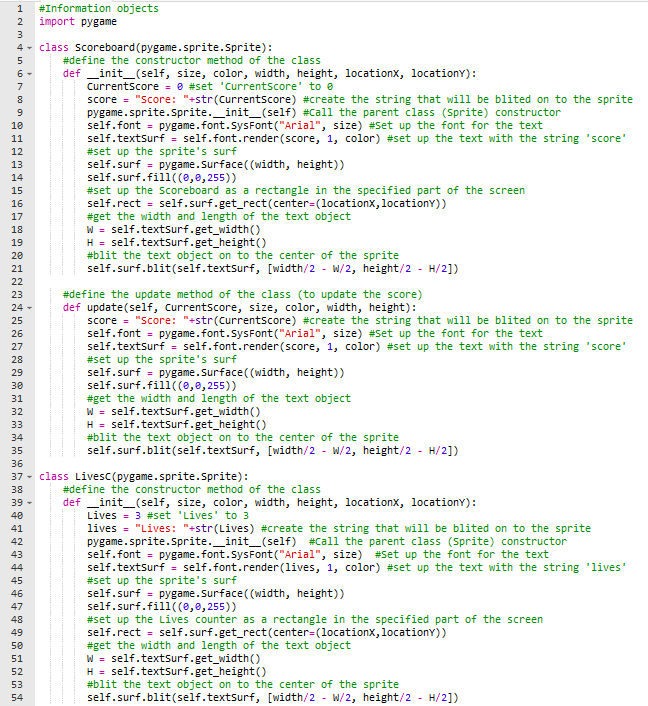 1 #Information objects
2 import pygame
3
4 class Scoreboard(pygame.sprite.Sprite):
5     #define the constructor method of the class
6     def __init__(self, size, color, width, height, locationX, locationY):
7         CurrentScore = 0 #set 'CurrentScore' to 0
8         score = "Score: "+str(CurrentScore) #create the string that will be blited on to the sprite
9         pygame.sprite.Sprite.__init__(self) #Call the parent class (Sprite) constructor
10         self.font = pygame.font.SysFont("Arial", size) #Set up the font for the text
11         self.textSurf = self.font.render(score, 1, color) #set up the text with the string 'score'
12         #set up the sprite's surf
13         self.surf = pygame.Surface((width, height))
14         self.surf.fill((0,0,255))
15         #set up the Scoreboard as a rectangle in the specified part of the screen
16         self.rect = self.surf.get_rect(center=(locationX,locationY))
17         #get the width and length of the text object
18         W = self.textSurf.get_width()
19         H = self.textSurf.get_height()
20         #blit the text object on to the center of the sprite
21         self.surf.blit(self.textSurf, [width/2 - W/2, height/2 - H/2])
22
23     #define the update method of the class (to update the score)
24     def update(self, CurrentScore, size, color, width, height):
25         score = "Score: "+str(CurrentScore) #create the string that will be blited on to the sprite
26         self.font = pygame.font.SysFont("Arial", size) #Set up the font for the text
27         self.textSurf = self.font.render(score, 1, color) #set up the text with the string 'score'
28         #set up the sprite's surf
29         self.surf = pygame.Surface((width, height))
30         self.surf.fill((0,0,255))
31         #get the width and length of the text object
32         W = self.textSurf.get_width()
33         H = self.textSurf.get_height()
34         #blit the text object on to the center of the sprite
35         self.surf.blit(self.textSurf, [width/2 - W/2, height/2 - H/2])
36
37 class LivesC(pygame.sprite.Sprite):
38     #define the constructor method of the class
39     def __init__(self, size, color, width, height, locationX, locationY):
40         Lives = 3 #set 'Lives' to 3
41         lives = "Lives: "+str(Lives) #create the string that will be blited on to the sprite
42         pygame.sprite.Sprite.__init__(self)  #Call the parent class (Sprite) constructor
43         self.font = pygame.font.SysFont("Arial", size)  #Set up the font for the text
44         self.textSurf = self.font.render(lives, 1, color) #set up the text with the string 'lives'
45         #set up the sprite's surf
46         self.surf = pygame.Surface((width, height))
47         self.surf.fill((0,0,255))
48         #set up the Lives counter as a rectangle in the specified part of the screen
49         self.rect = self.surf.get_rect(center=(locationX,locationY))
50         #get the width and length of the text object
51         W = self.textSurf.get_width()
52         H = self.textSurf.get_height()
53         #blit the text object on to the center of the sprite
54         self.surf.blit(self.textSurf, [width/2 - W/2, height/2 - H/2])